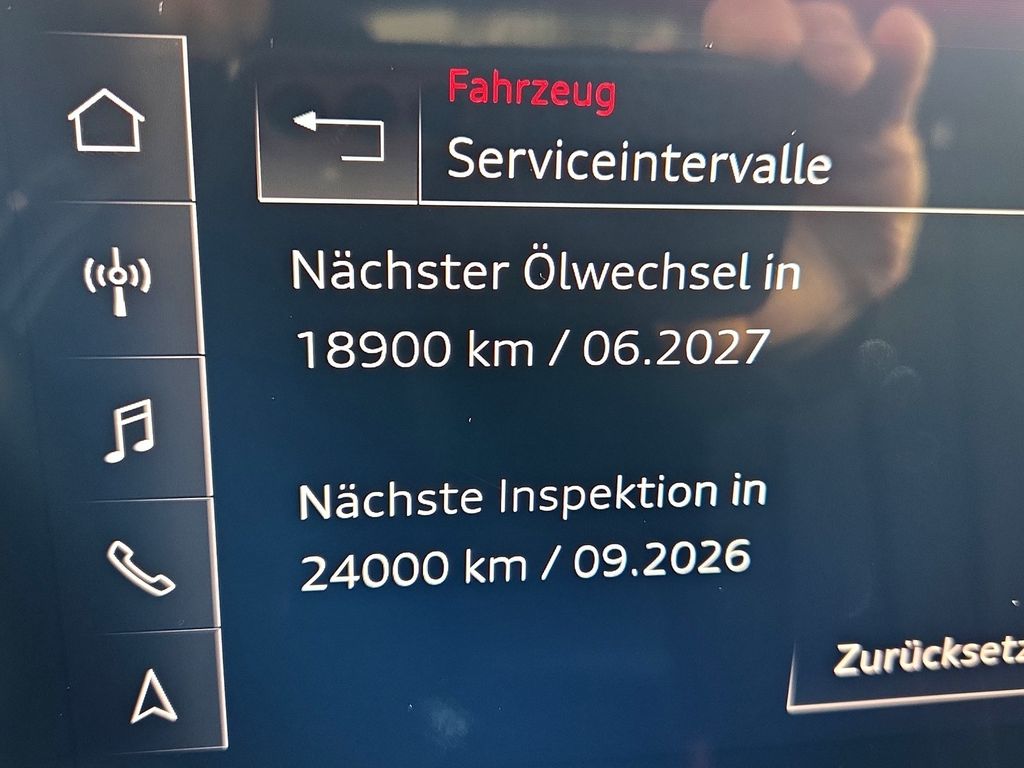 Fahrzeug
Serviceintervalle
Nächster Ölwechsel in
18900 km / 06.2027
Nächste Inspektion in
24000 km / 09.2026